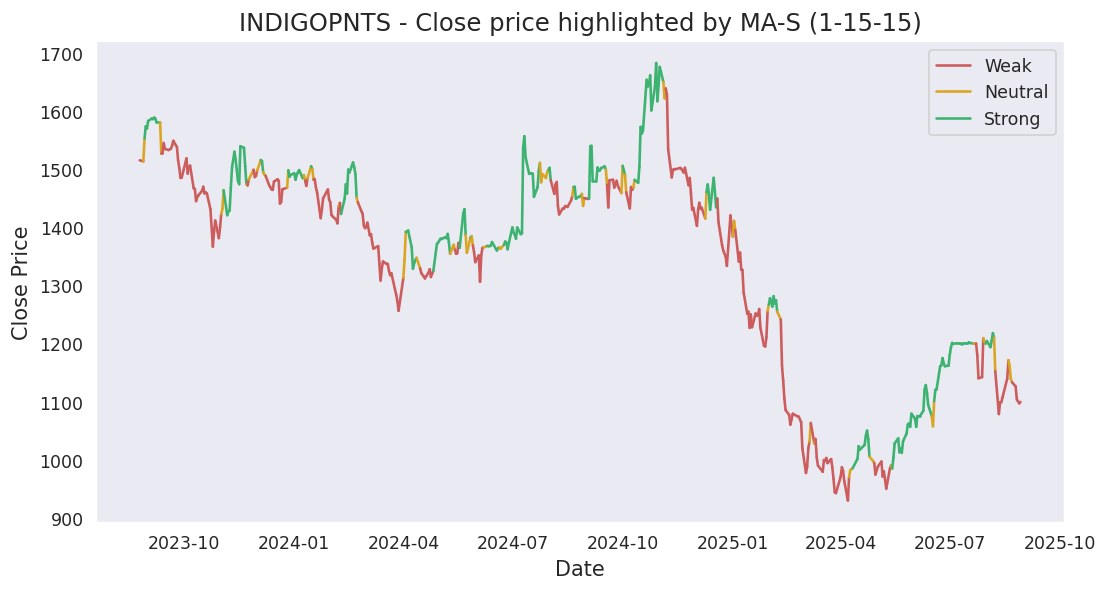 INDIGOPNTS - Close price highlighted by MA-S (1-15-15)
Weak
Neutral
Strong
Close Price
1700
1600
1500
1400
1300
1200
1100
1000
900
2023-10 2024-01 2024-04 2024-07 2024-10 2025-01 2025-04 2025-07 2025-10
Date